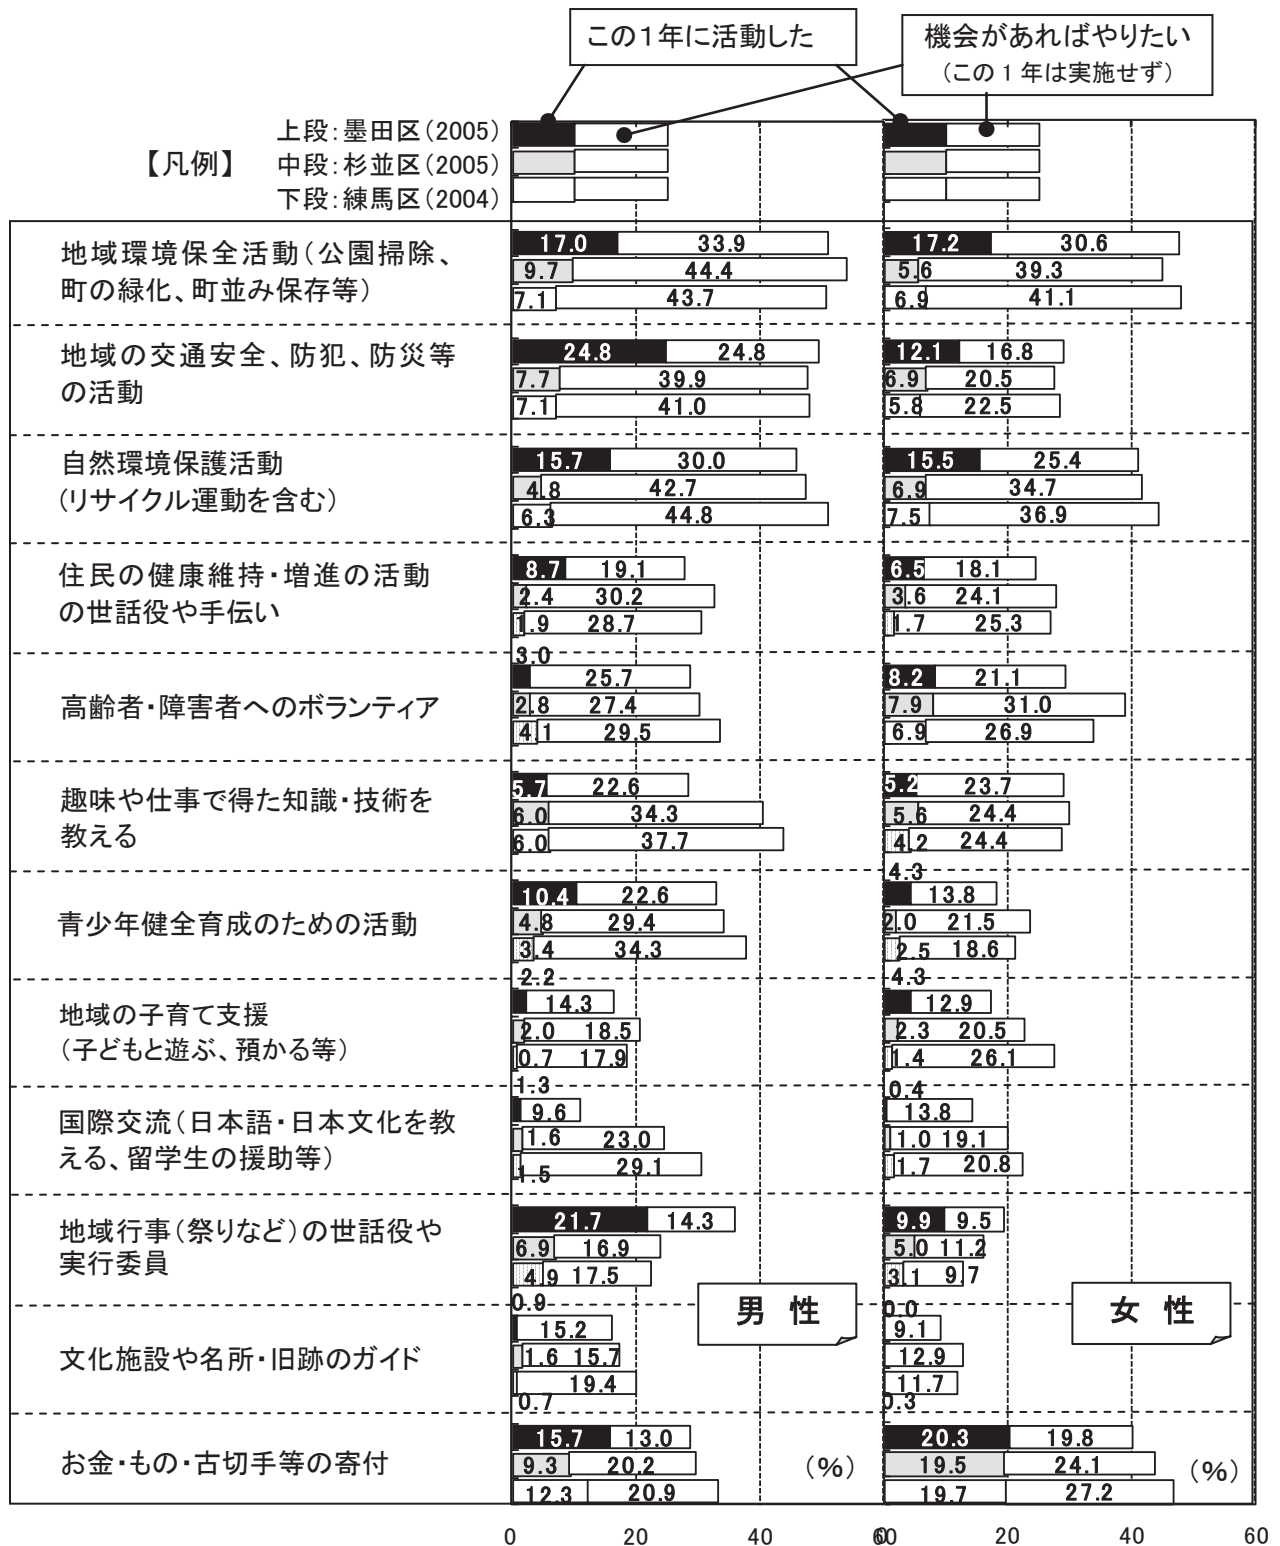 この1年に活動した
機会があればやりたい
(この1年は実施せず)
【凡例】
上段:墨田区(2005)
中段:杉並区(2005)
下段:練馬区(2004)
地域環境保全活動(公園掃除、
町の緑化、町並み保存等)
17.0 33.9 17.2 30.6
9.7 44.4 5.6 39.3
7.1 43.7 6.9 41.1
地域の交通安全、防犯、防災等
の活動
24.8 24.8 12.1 16.8
7.7 39.9 6.9 20.5
7.1 41.0 5.8 22.5
自然環境保護活動
(リサイクル運動を含む)
15.7 30.0 15.5 25.4
4.8 42.7 6.9 34.7
6.3 44.8 7.5 36.9
住民の健康維持・増進の活動
の世話役や手伝い
8.7 19.1 6.5 18.1
2.4 30.2 3.6 24.1
1.9 28.7 1.7 25.3
高齢者・障害者へのボランティア
3.0 25.7 8.2 21.1
2.8 27.4 7.9 31.0
4.1 29.5 6.9 26.9
趣味や仕事で得た知識・技術を
教える
5.7 22.6 5.2 23.7
6.0 34.3 5.6 24.4
6.0 37.7 4.2 24.4
青少年健全育成のための活動
10.4 22.6 4.3 13.8
4.8 29.4 2.0 21.5
3.4 34.3 2.5 18.6
地域の子育て支援
(子どもと遊ぶ、預かる等)
2.2 14.3 4.3 12.9
2.0 18.5 2.3 20.5
0.7 17.9 1.4 26.1
国際交流(日本語・日本文化を教
える、留学生の援助等)
1.3 9.6 0.4 13.8
1.6 23.0 1.0 19.1
1.5 29.1 1.7 20.8
地域行事(祭りなど)の世話役や
実行委員
21.7 14.3 9.9 9.5
6.9 16.9 5.0 11.2
4.9 17.5 3.1 9.7
男性 女性
文化施設や名所・旧跡のガイド
0.9 15.2 0.0 9.1
1.6 15.7 12.9
19.4 11.7
0.7 0.3
お金・もの・古切手等の寄付
15.7 13.0 20.3 19.8
9.3 20.2 (%) 19.5 24.1 (%)
12.3 20.9 19.7 27.2
0 20 40 60 0 20 40 60